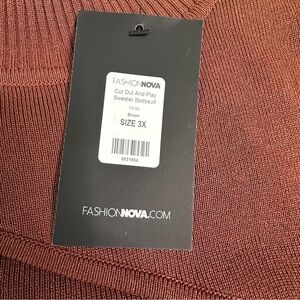 FASHIONNOVA
Cut Out And Play
Sweater Bodysuit
Brown
SIZE 3X
FASHIONNOVA.COM